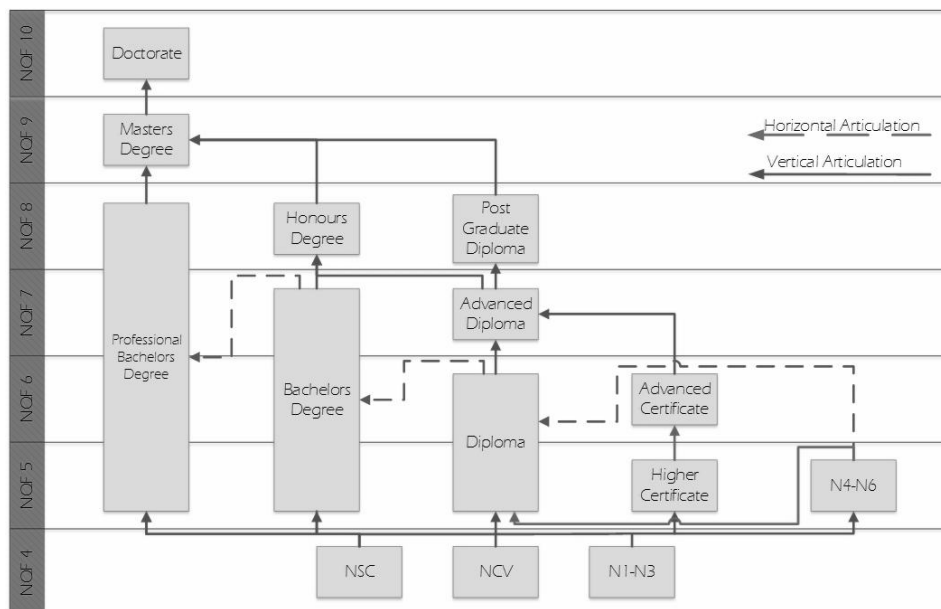 NQF 10
Doctorate
NQF 9
Masters
Degree
Horizontal Articulation
Vertical Articulation
NQF 8
Honours
Degree
Post
Graduate
Diploma
NQF 7
Advanced
Diploma
Professional
Bachelors
Degree
NQF 6
Bachelors
Degree
Advanced
Certificate
Diploma
NQF 5
Higher
Certificate
N4-N6
NQF 4
NSC
NCV
N1-N3